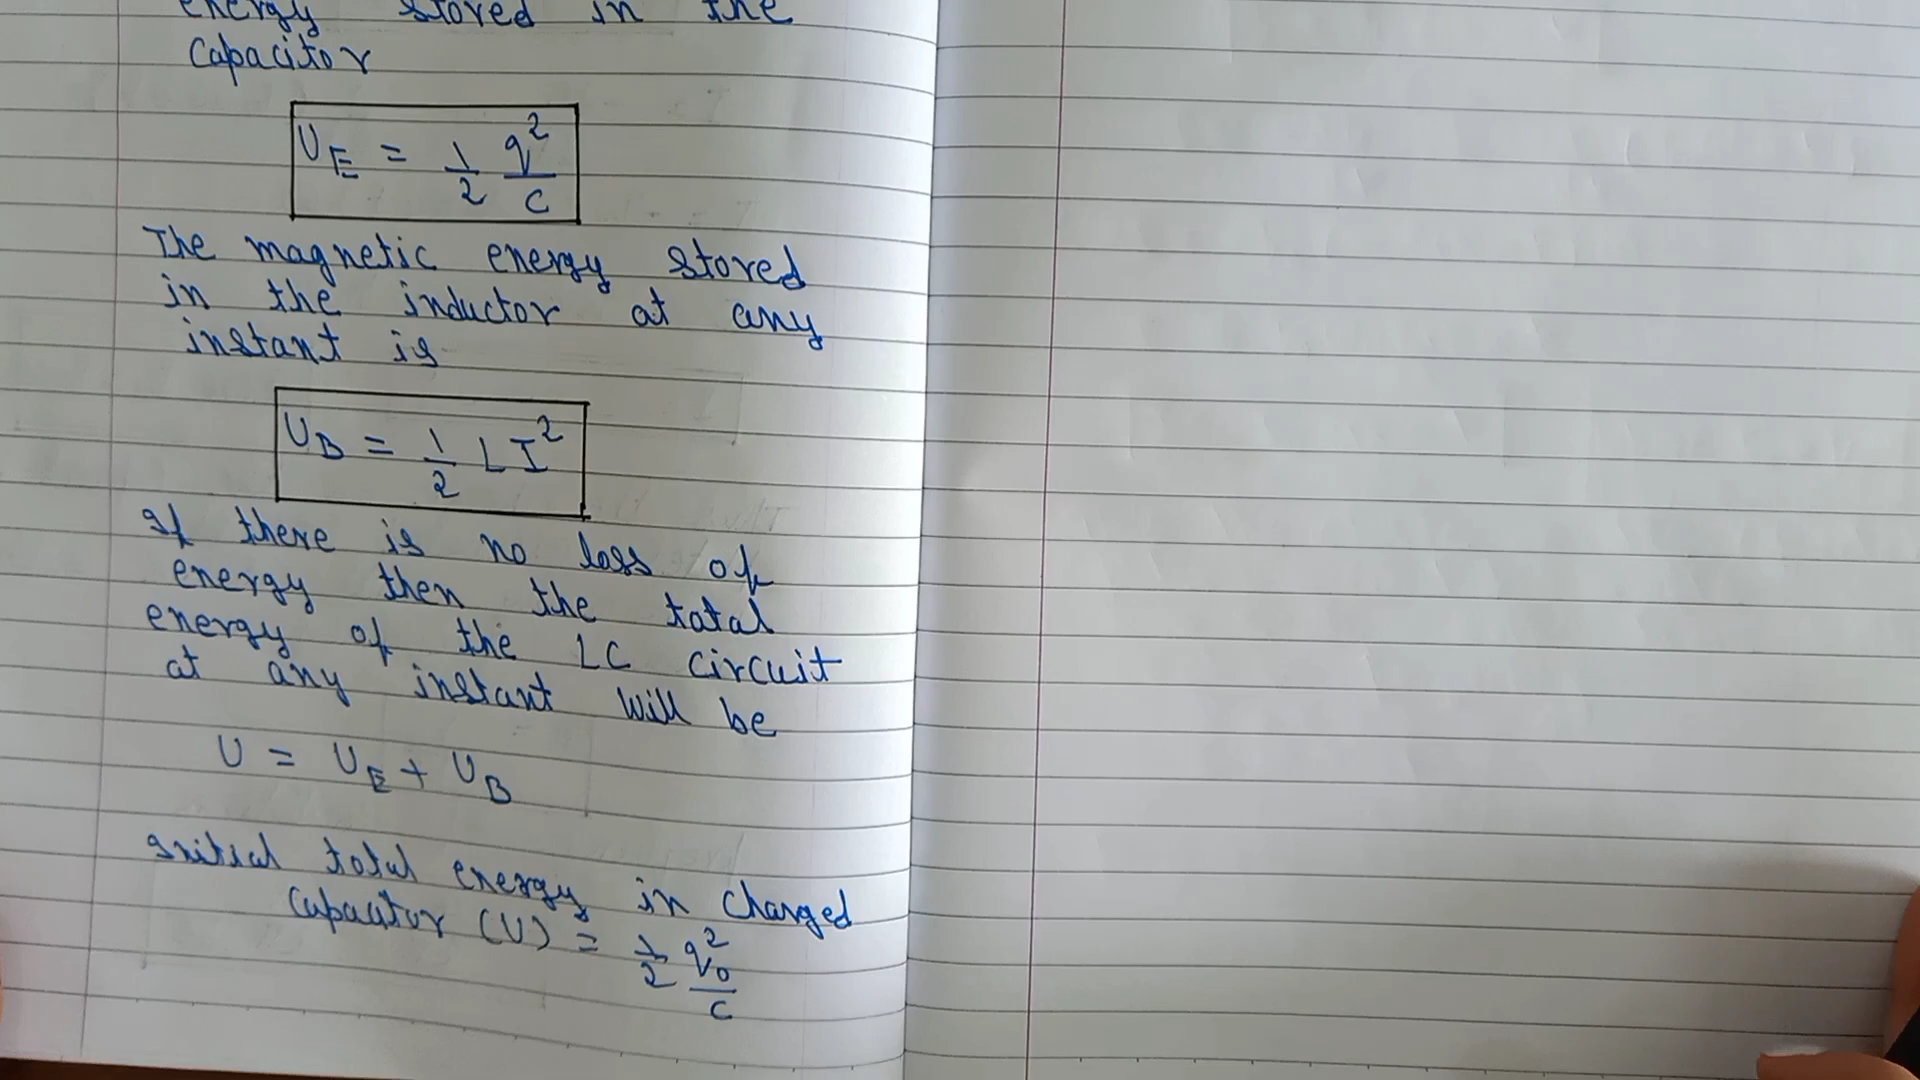 energy stored in the
Capacitor
U_E = 1/2 q²/c
The magnetic energy stored
in the inductor at any
instant is
U_B = 1/2 LI²
If there is no loss of
energy then the total
energy of the LC circuit
at any instant will be
U = U_E + U_B
Initial total energy in charged
Capacitor (U) = 1/2 q₀²/c